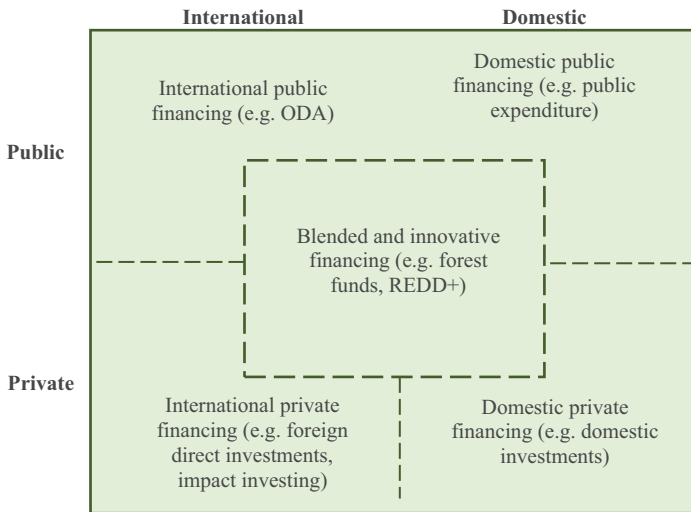 International
Domestic
International public
financing (e.g. ODA)
Domestic public
financing (e.g. public
expenditure)
Public
Blended and innovative
financing (e.g. forest
funds, REDD+)
Private
International private
financing (e.g. foreign
direct investments,
impact investing)
Domestic private
financing (e.g. domestic
investments)